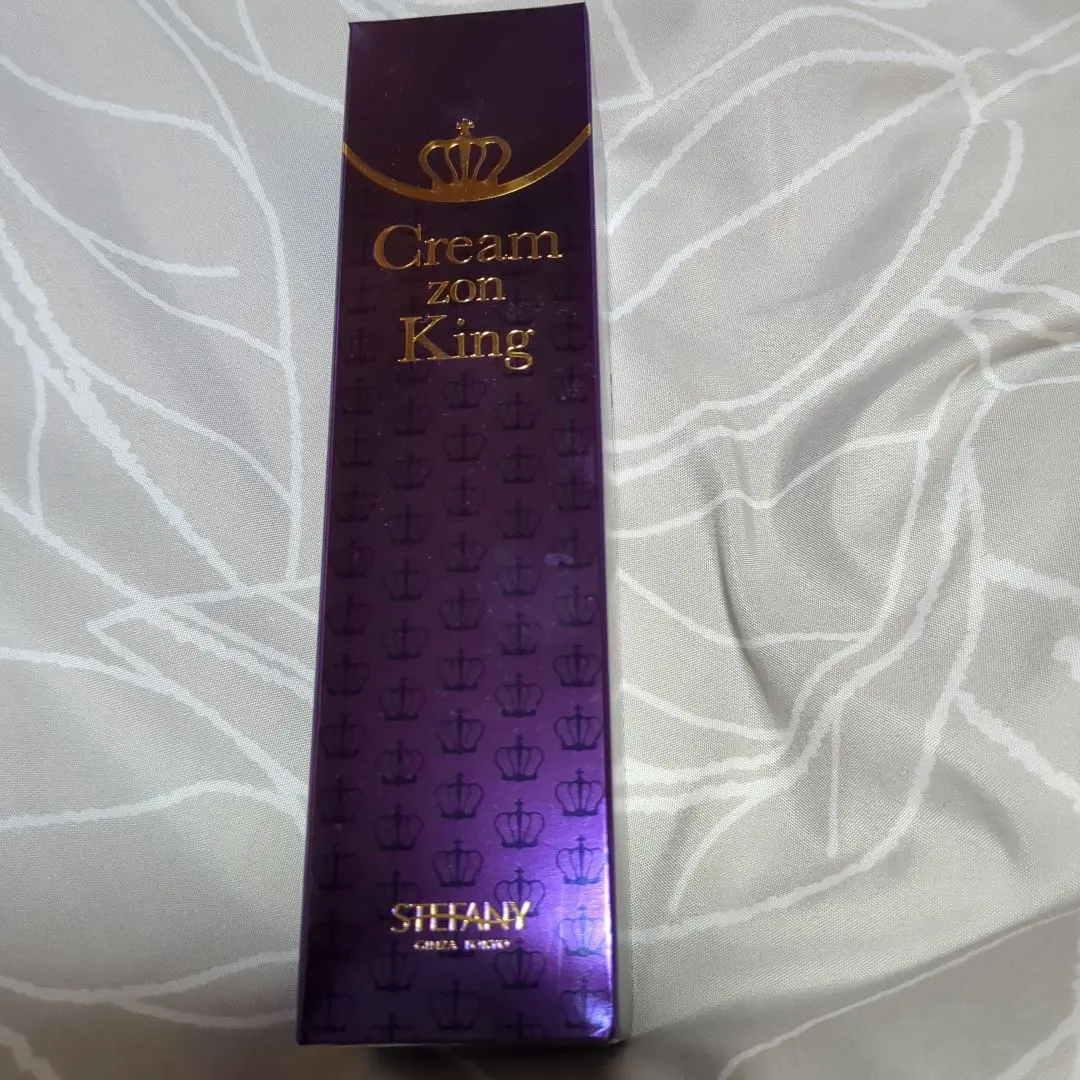 Cream
zon
King
STEFANY
GINZA TOKYO